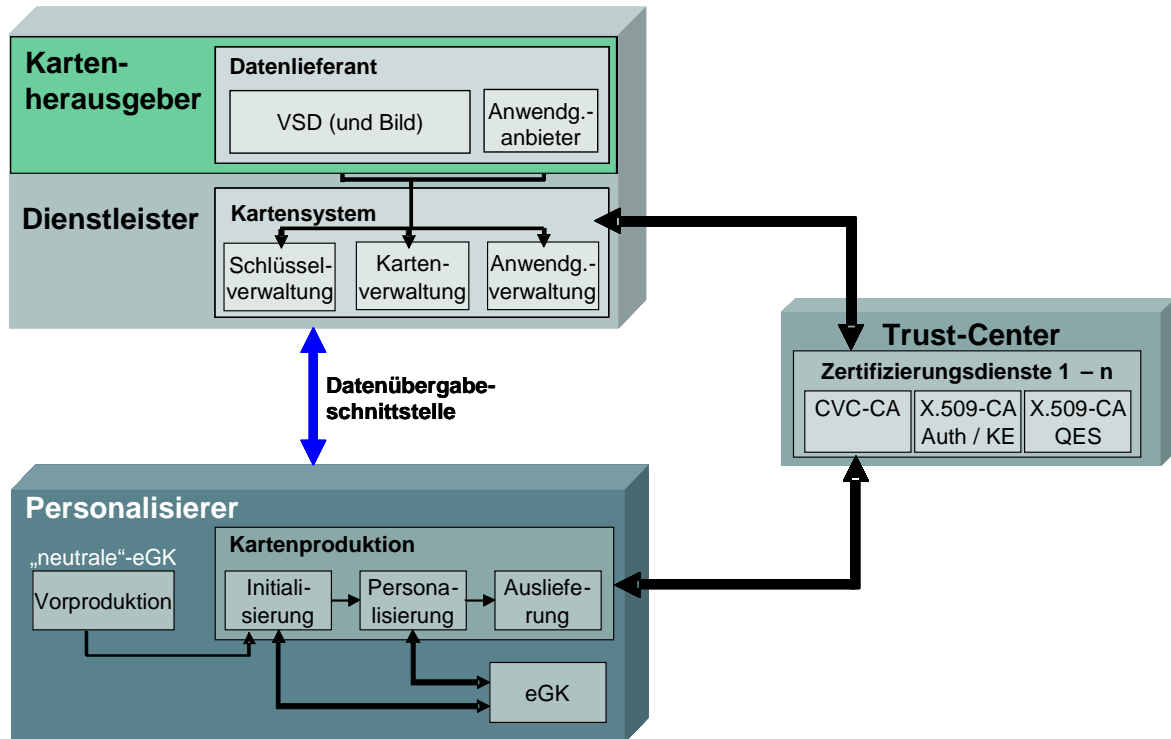 Karten-
herausgeber
Datenlieferant
VSD (und Bild)
Anwendg.-
anbieter
Dienstleister
Kartensystem
Schlüssel-
verwaltung
Karten-
verwaltung
Anwendg.-
verwaltung
Datenübergabe-
schnittstelle
Trust-Center
Zertifizierungsdienste 1 – n
CVC-CA
X.509-CA
Auth / KE
X.509-CA
QES
Personalisierer
„neutrale“-eGK
Vorproduktion
Kartenproduktion
Initiali-
sierung
Persona-
lisierung
Ausliefe-
rung
eGK